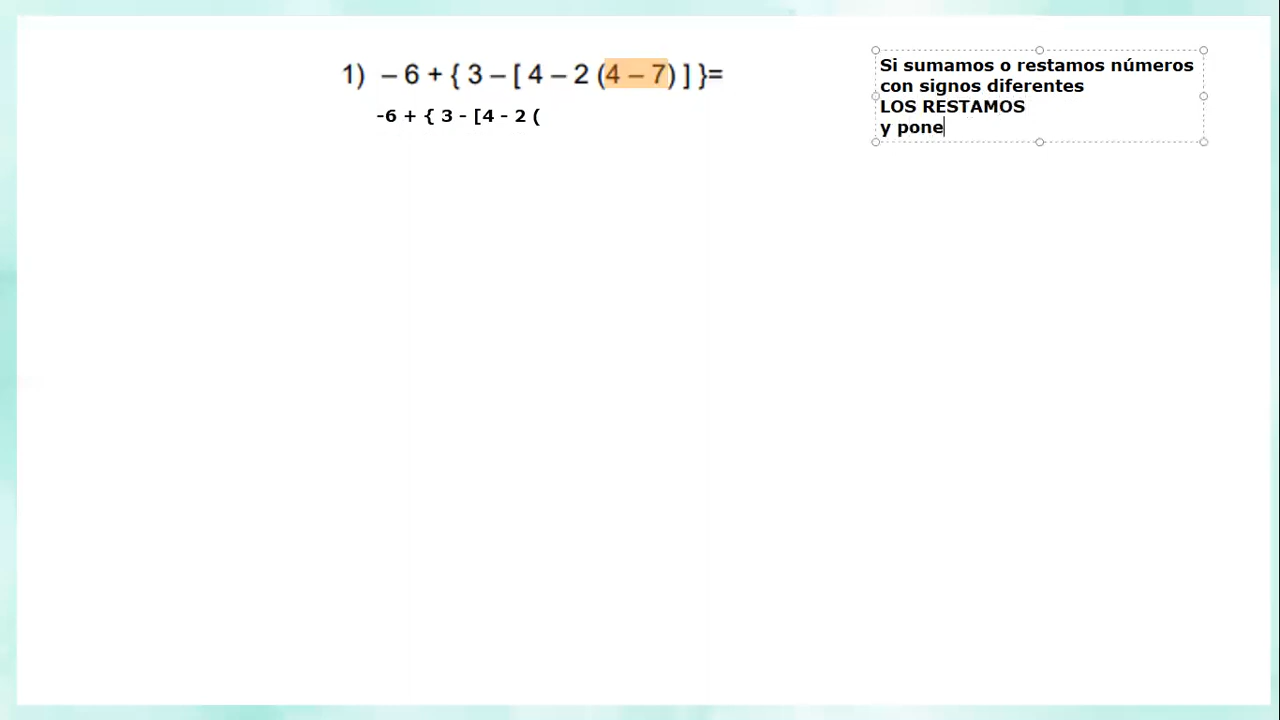 1) – 6 + { 3 – [ 4 – 2 (4 – 7) ] }=
-6 + { 3 - [4 - 2 (
Si sumamos o restamos números
con signos diferentes
LOS RESTAMOS
y pone